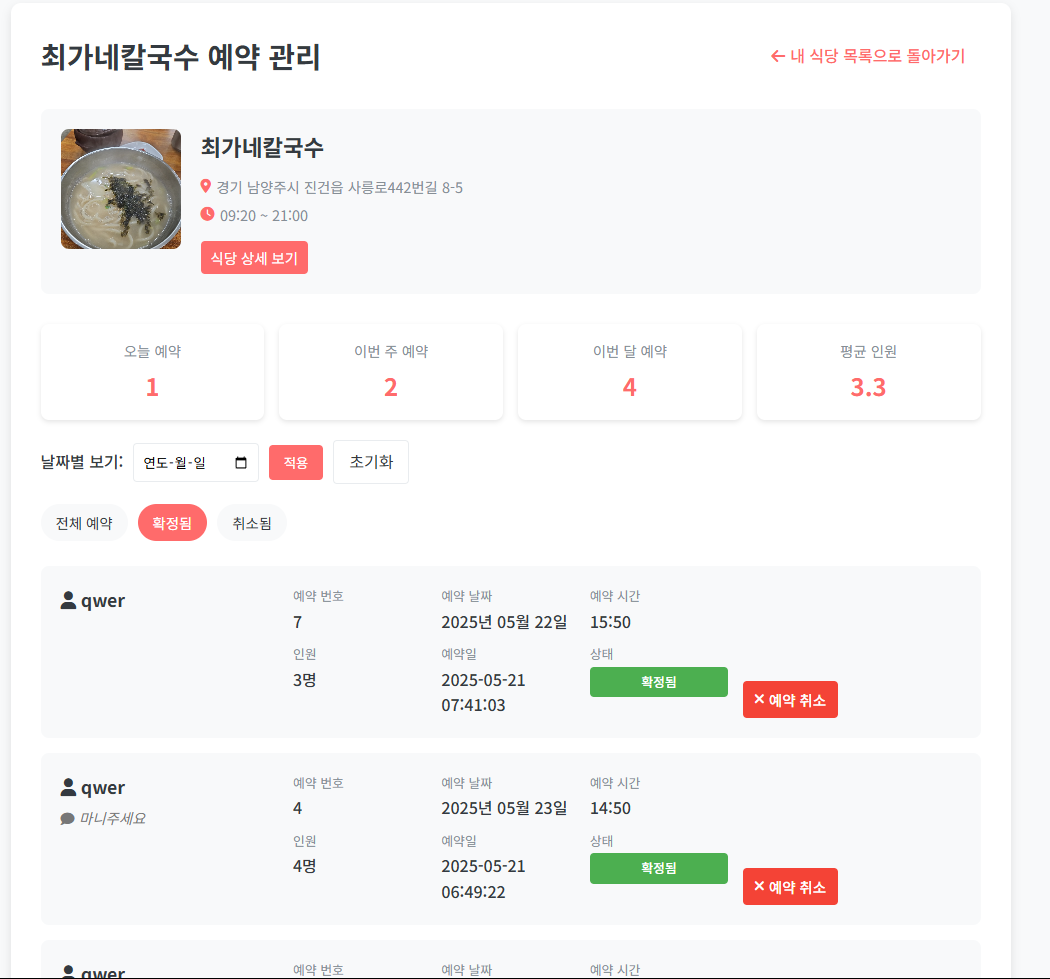 최가네칼국수 예약 관리
← 내 식당 목록으로 돌아가기
최가네칼국수
경기 남양주시 진건읍 사릉로442번길 8-5
09:20 ~ 21:00
식당 상세 보기
오늘 예약
1
이번 주 예약
2
이번 달 예약
4
평균 인원
3.3
날짜별 보기:
연도-월-일
적용
초기화
전체 예약
확정됨
취소됨
qwer
예약 번호
7
예약 날짜
2025년 05월 22일
예약 시간
15:50
인원
3명
예약일
2025-05-21
07:41:03
상태
확정됨
✕ 예약 취소
qwer
마니주세요
예약 번호
4
예약 날짜
2025년 05월 23일
예약 시간
14:50
인원
4명
예약일
2025-05-21
06:49:22
상태
확정됨
✕ 예약 취소
qwer
예약 번호
예약 날짜
예약 시간